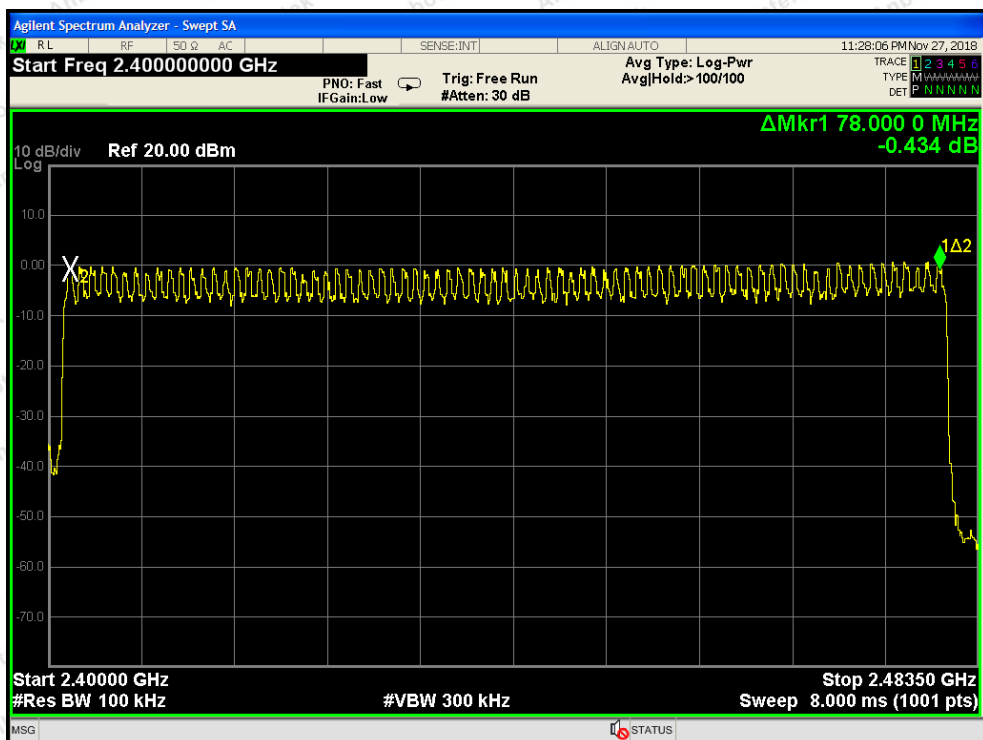 Agilent Spectrum Analyzer - Swept SA
LXI RL RF 50 Ω AC SENSE:INT ALIGN AUTO 11:28:06 PM Nov 27, 2018
Start Freq 2.400000000 GHz
PNO: Fast
IFGain:Low
Trig: Free Run
#Atten: 30 dB
Avg Type: Log-Pwr
Avg|Hold:>100/100
TRACE 1 2 3 4 5 6
TYPE M
DET P N N N N N
ΔMkr1 78.000 0 MHz
-0.434 dB
10 dB/div Ref 20.00 dBm
Log
10.0
0.00
-10.0
-20.0
-30.0
-40.0
-50.0
-60.0
-70.0
2
1Δ2
Start 2.40000 GHz Stop 2.48350 GHz
#Res BW 100 kHz #VBW 300 kHz Sweep 8.000 ms (1001 pts)
MSG STATUS